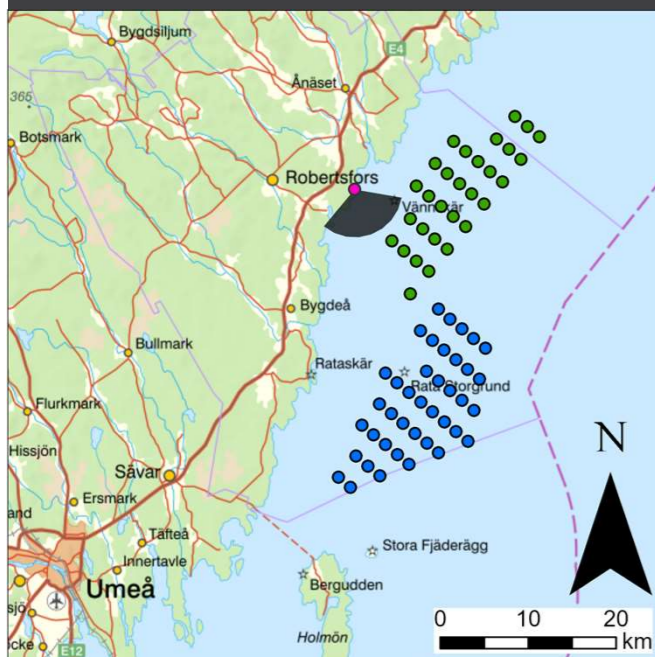 Bygdsiljum
E4
Ånäset
365
Botsmark
Robertsfors
Bygdeå
Bullmark
Rataskär
Rata Storgrund
Flurkmark
Hissjön
Sävar
N
Ersmark
and
Täfteå
Stora Fjäderägg
Innertavle
Bergudden
Umeå
sjö
0 10 20
km
Holmön
cke
E12